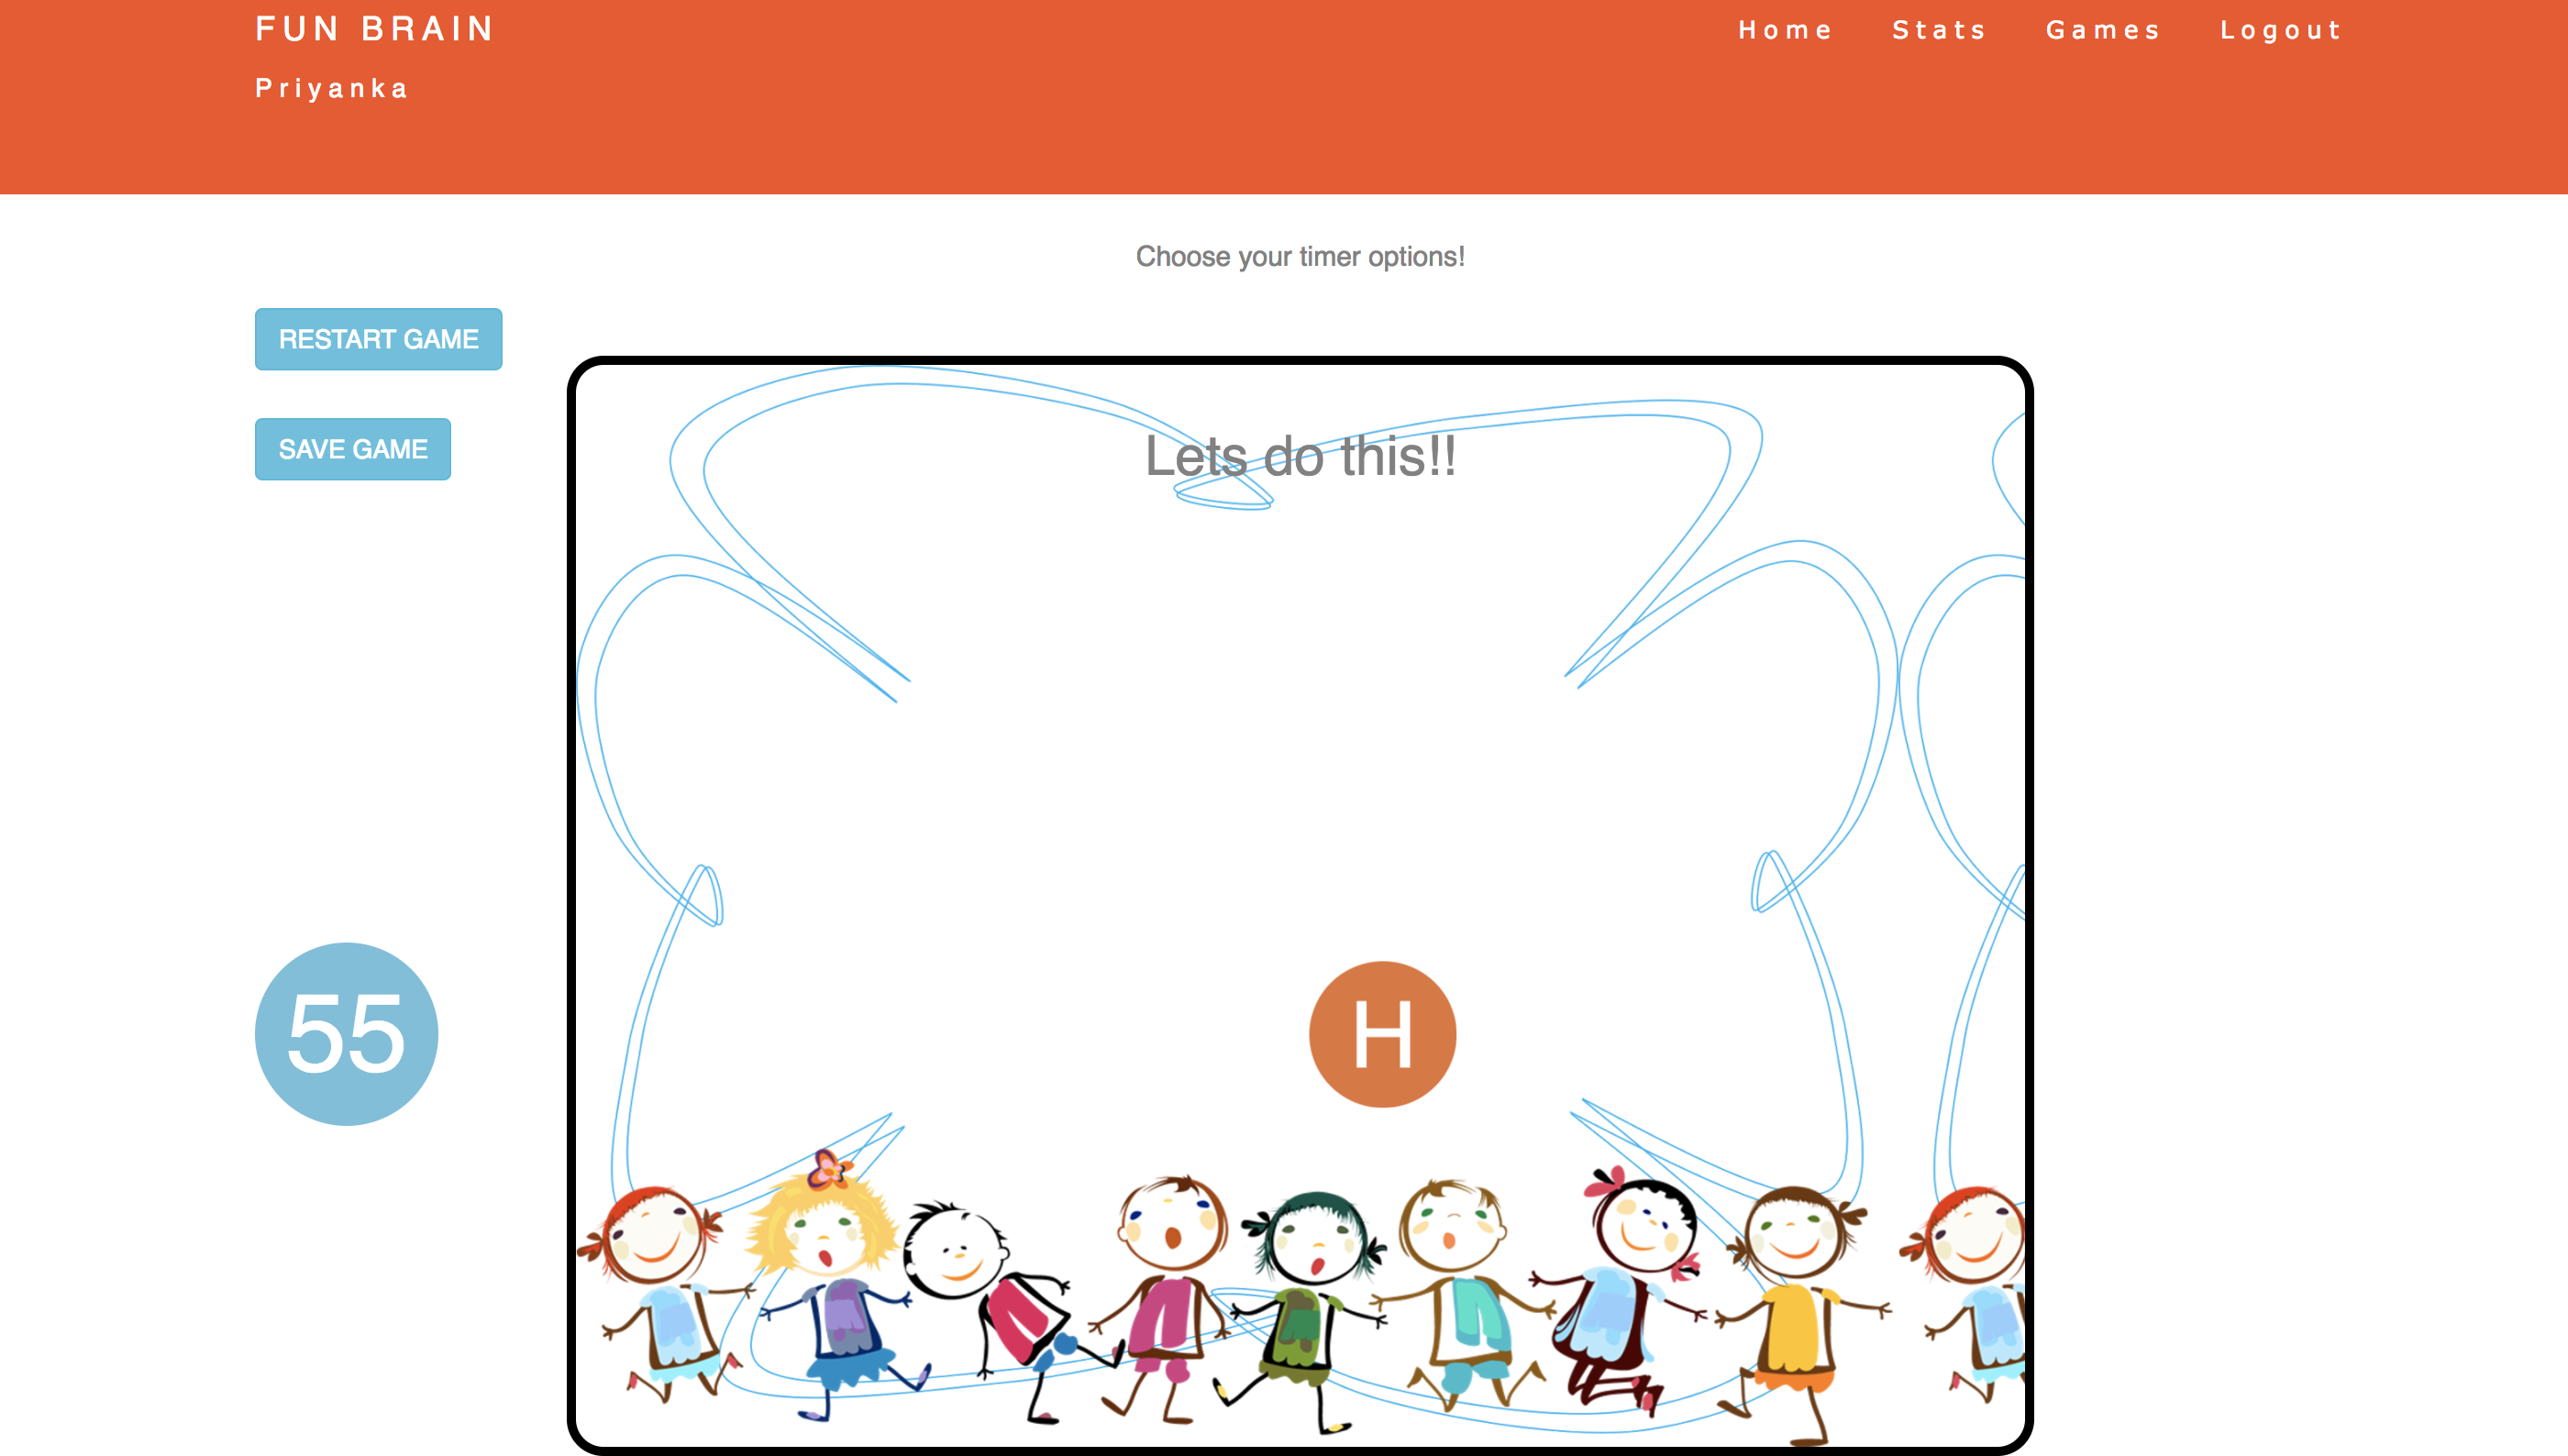 FUN BRAIN
Home Stats Games Logout
Priyanka
Choose your timer options!
RESTART GAME
SAVE GAME
Lets do this!!
55
H